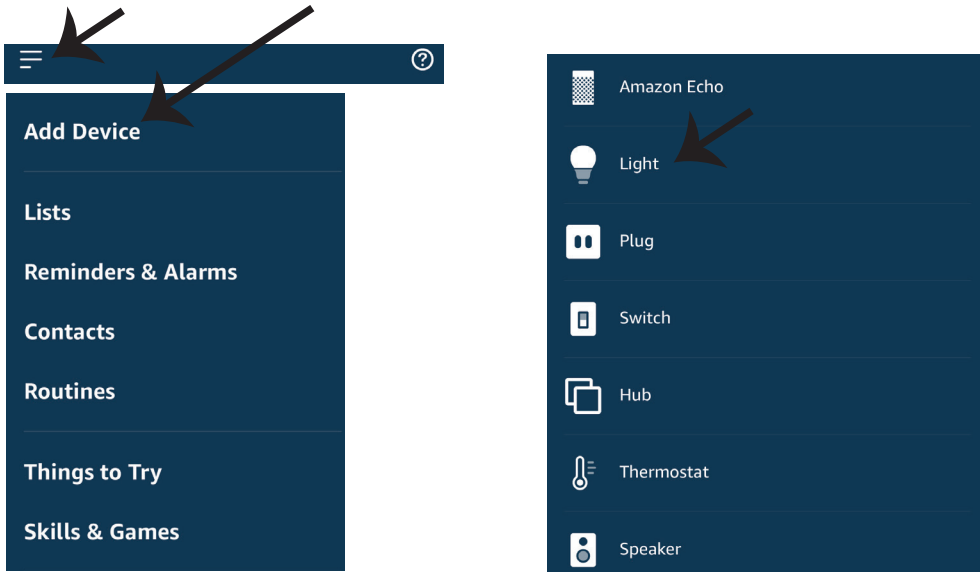 ?
Add Device
Lists
Reminders & Alarms
Contacts
Routines
Things to Try
Skills & Games
Amazon Echo
Light
Plug
Switch
Hub
Thermostat
Speaker